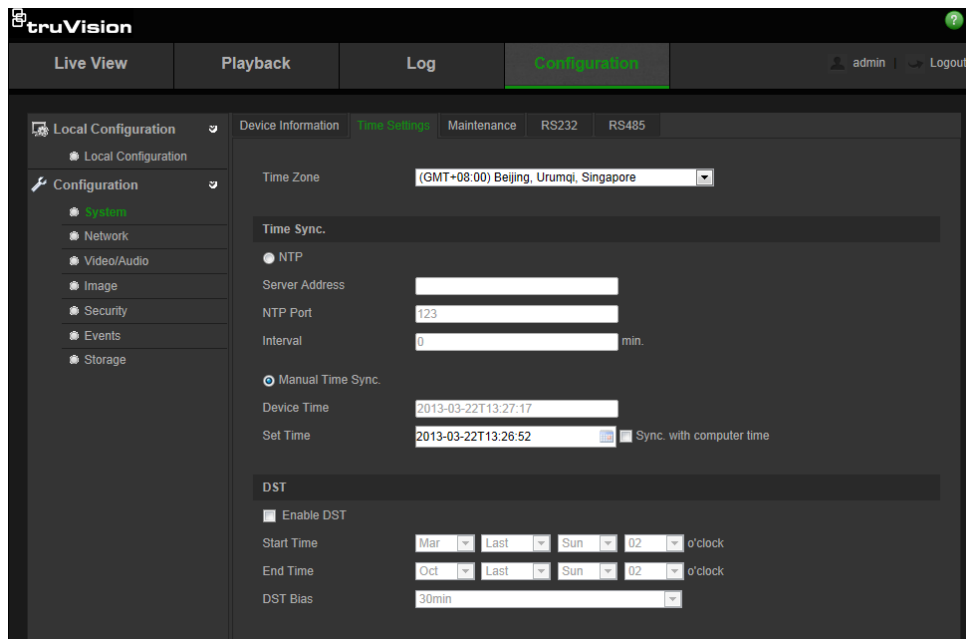 truVision
?
Live View Playback Log Configuration admin | Logout
Local Configuration
Local Configuration
Configuration
System
Network
Video/Audio
Image
Security
Events
Storage
Device Information Time Settings Maintenance RS232 RS485
Time Zone (GMT+08:00) Beijing, Urumqi, Singapore
Time Sync.
NTP
Server Address
NTP Port 123
Interval 0 min.
Manual Time Sync.
Device Time 2013-03-22T13:27:17
Set Time 2013-03-22T13:26:52 Sync. with computer time
DST
Enable DST
Start Time Mar Last Sun 02 o'clock
End Time Oct Last Sun 02 o'clock
DST Bias 30min